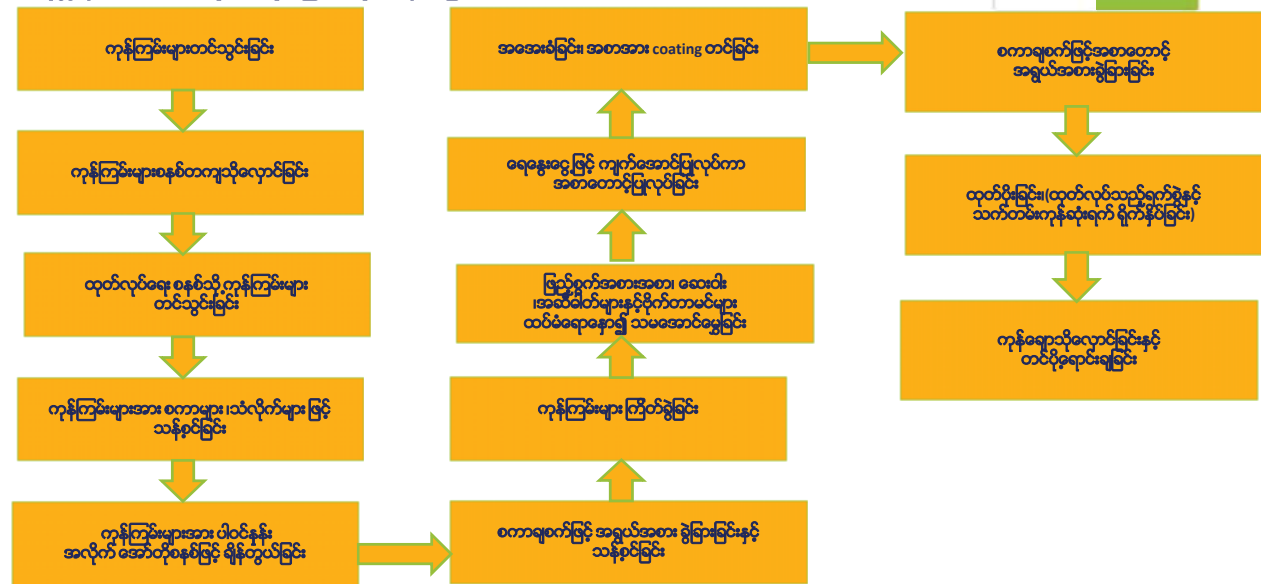 ကုန်ကြမ်းများတင်သွင်းခြင်း
ကုန်ကြမ်းများစနစ်တကျသိုလှောင်ခြင်း
ထုတ်လုပ်ရေး စနစ်သို့ ကုန်ကြမ်းများ
တင်သွင်းခြင်း
ကုန်ကြမ်းများအား စကာများ ၊သံလိုက်များ ဖြင့်
သန့်စင်ခြင်း
ကုန်ကြမ်းများအား ပါဝင်နှုန်း
အလိုက် အော်တိုစနစ်ဖြင့် ချိန်တွယ်ခြင်း
စကာချစက်ဖြင့် အရွယ်အစား ခွဲခြားခြင်းနှင့်
သန့်စင်ခြင်း
ကုန်ကြမ်းများ ကြိတ်ခွဲခြင်း
ဖြည့်စွက်အစားအစာ၊ ဆေးဝါး
၊အဆီဓါတ်များနှင့်ဗိုက်တာမင်များ
ထပ်မံရောနှော၍ သမအောင်မွှေခြင်း
ရေနွေးငွေ့ဖြင့် ကျက်အောင်ပြုလုပ်ကာ
အစာတောင့်ပြုလုပ်ခြင်း
အအေးခံခြင်း၊ အစာအား coating တင်ခြင်း
စကာချစက်ဖြင့်အစာတောင့်
အရွယ်အစားခွဲခြားခြင်း
ထုတ်ပိုးခြင်း၊(ထုတ်လုပ်သည့်ရက်စွဲနှင့်
သက်တမ်းကုန်ဆုံးရက် ရိုက်နှိပ်ခြင်း)
ကုန်ချောသိုလှောင်ခြင်းနှင့်
တင်ပို့ရောင်းချခြင်း